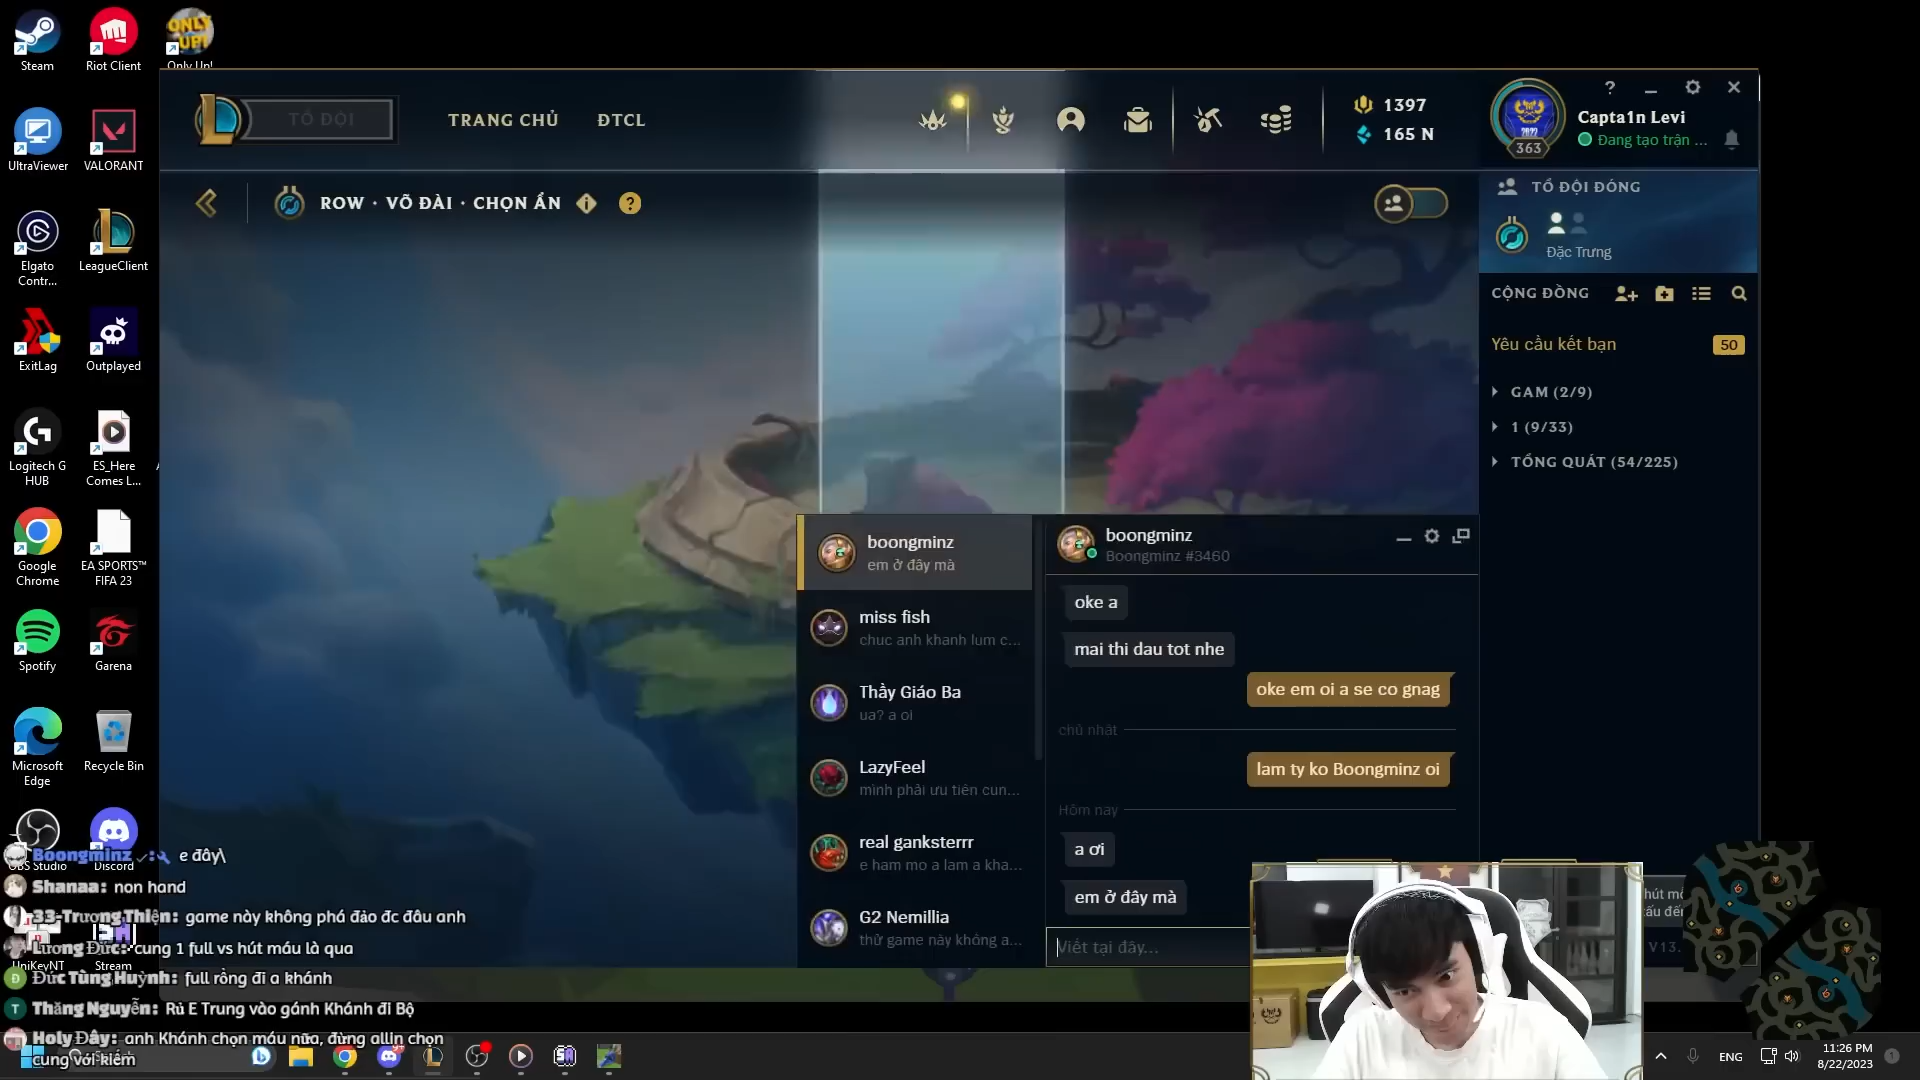 Steam
Riot Client
Only Up!
UltraViewer
VALORANT
Elgato
Contr...
LeagueClient
ExitLag
Outplayed
Logitech G
HUB
ES_Here
Comes L...
Google
Chrome
EA SPORTS™
FIFA 23
Spotify
Garena
Microsoft
Edge
Recycle Bin
OBS Studio
Discord
UniKeyNT
Stream
TỔ ĐỘI
TRANG CHỦ
ĐTCL
1397
165 N
2022
363
Capta1n Levi
Đang tạo trận ...
ROW • VÕ ĐÀI • CHỌN ẨN
TỔ ĐỘI ĐÓNG
Đặc Trưng
CỘNG ĐỒNG
Yêu cầu kết bạn
50
GAM (2/9)
1 (9/33)
TỔNG QUÁT (54/225)
boongminz
em ở đây mà
miss fish
chuc anh khanh lum c...
Thầy Giáo Ba
ua? a oi
LazyFeel
mình phải ưu tiên cun...
real ganksterrr
e ham mo a lam a kha...
G2 Nemillia
thử game này không a...
boongminz
Boongminz #3460
oke a
mai thi dau tot nhe
oke em oi a se co gnag
chủ nhật
lam ty ko Boongminz oi
Hôm nay
a ơi
em ở đây mà
Viết tại đây...
V13.
Boongminz : e đây\
Shanaa: non hand
33-Trương Thiện: game này không phá đảo đc đâu anh
Lương Đức: cung 1 full vs hút máu là qua
Đức Tùng Huỳnh: full rồng đi a khánh
Thăng Nguyễn: Rủ E Trung vào gánh Khánh đi Bộ
Holy Đây: anh Khánh chọn máu nữa, đừng allin chọn
cung với kiếm
ENG
11:26 PM
8/22/2023